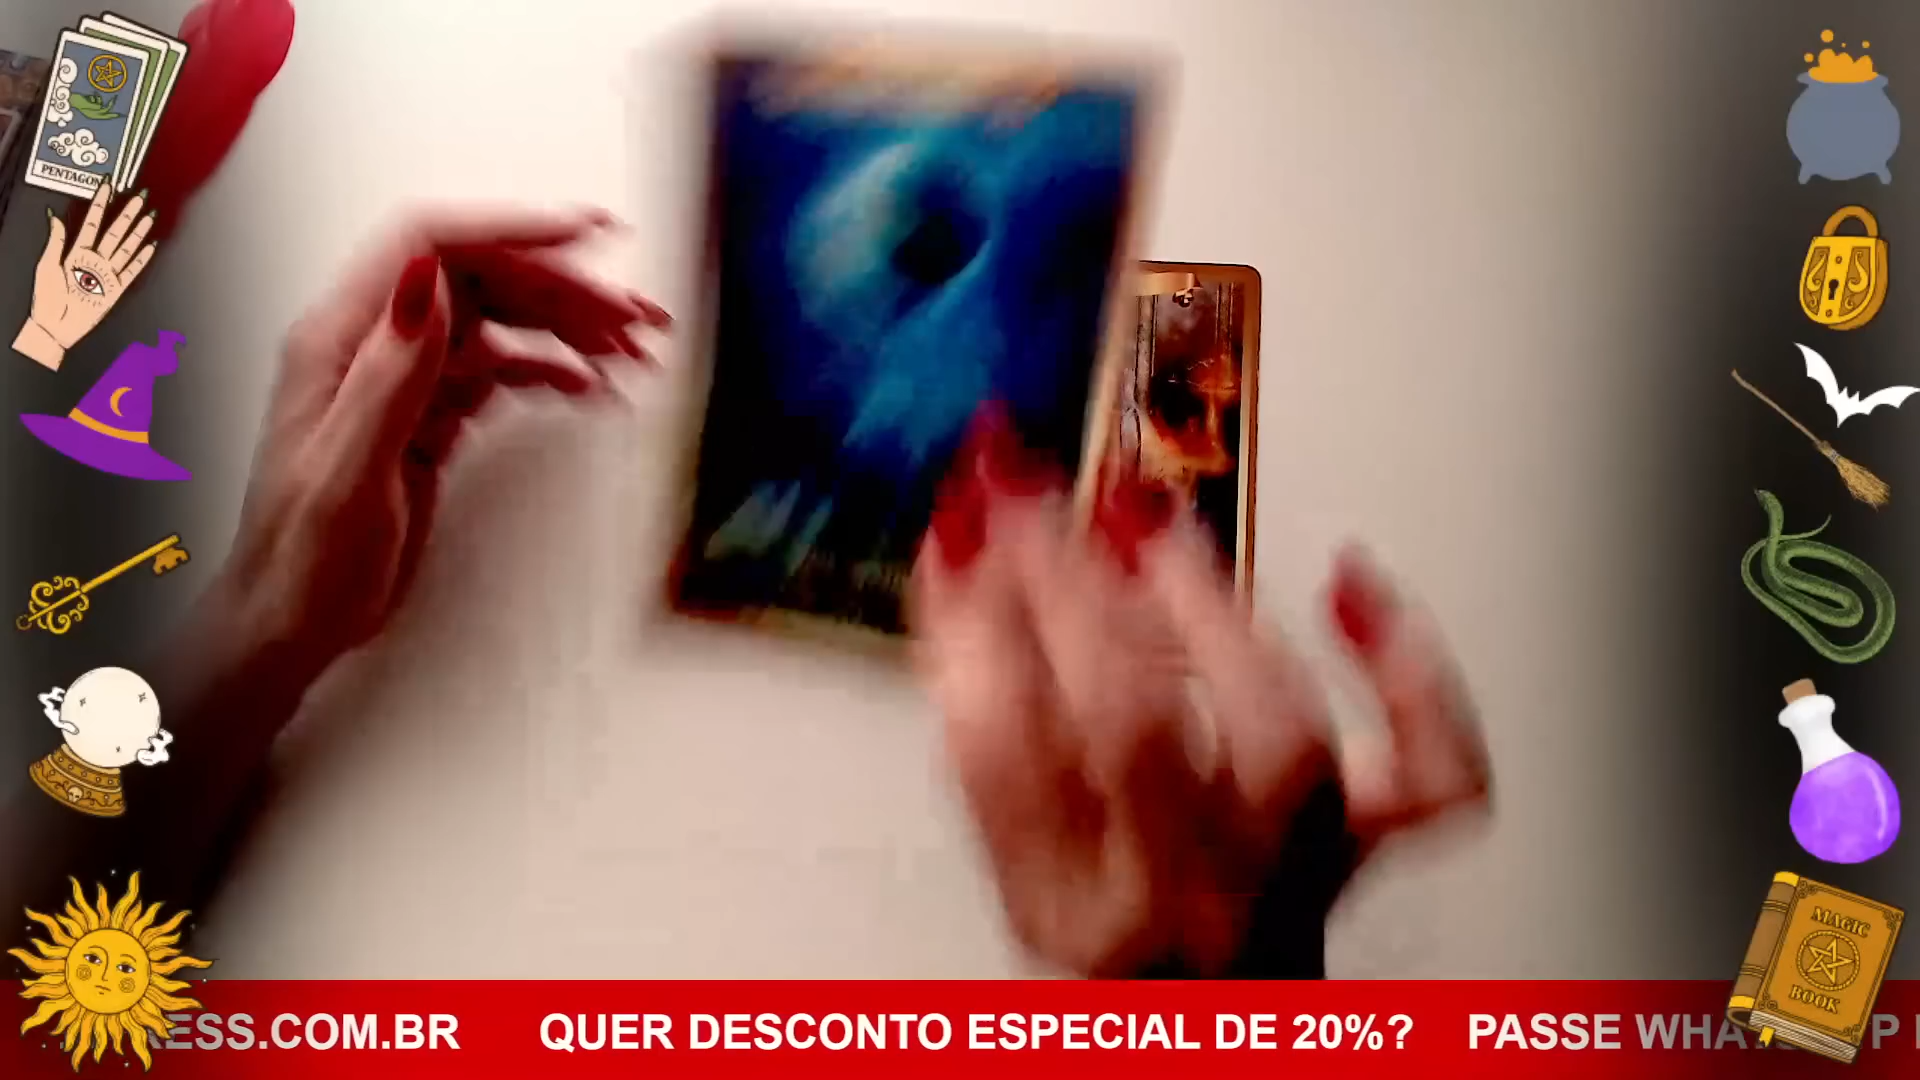 PENTAGON
MAGIC
BOOK
ESS.COM.BR QUER DESCONTO ESPECIAL DE 20%? PASSE